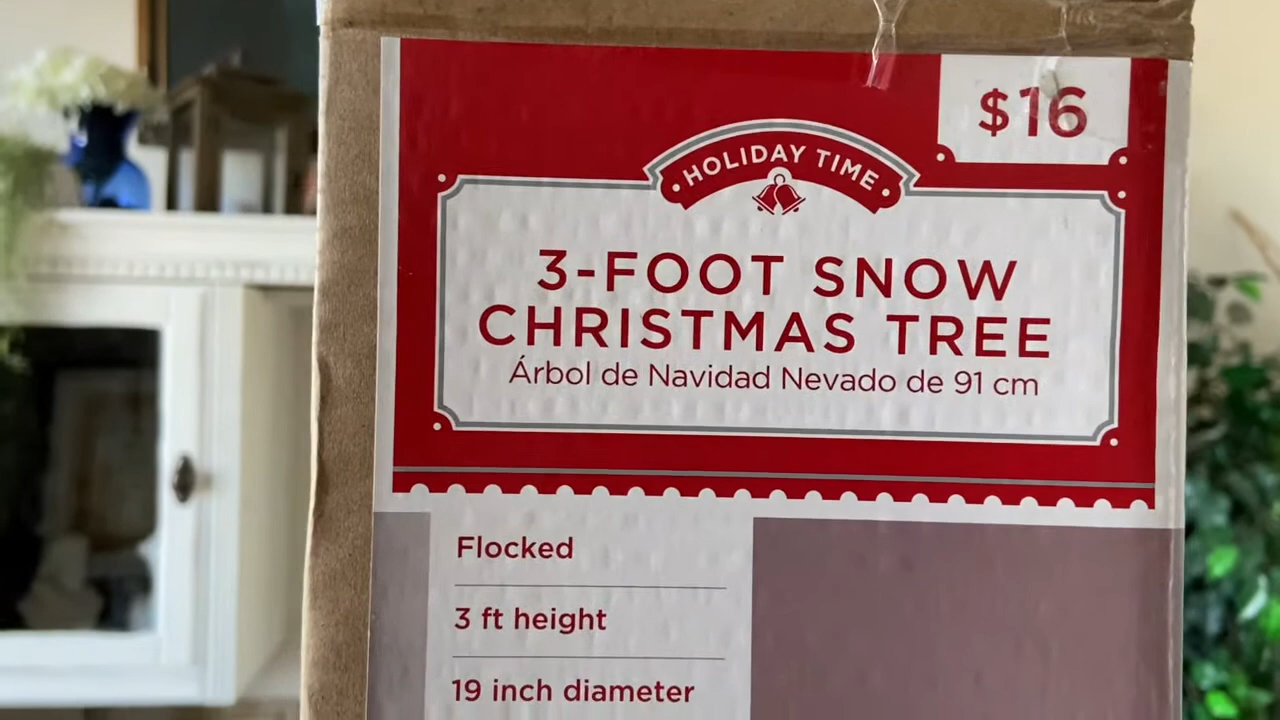 $16
HOLIDAY TIME
3-FOOT SNOW
CHRISTMAS TREE
Árbol de Navidad Nevado de 91 cm
Flocked
3 ft height
19 inch diameter